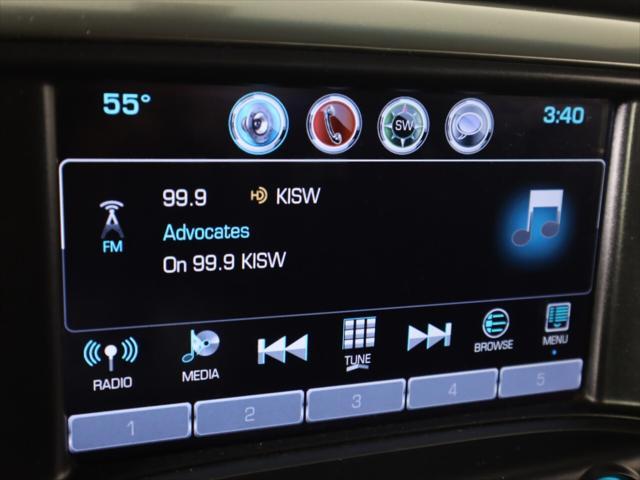 55°
SW
3:40
99.9 HD KISW
FM
Advocates
On 99.9 KISW
RADIO
MEDIA
TUNE
BROWSE
MENU
1 2 3 4 5